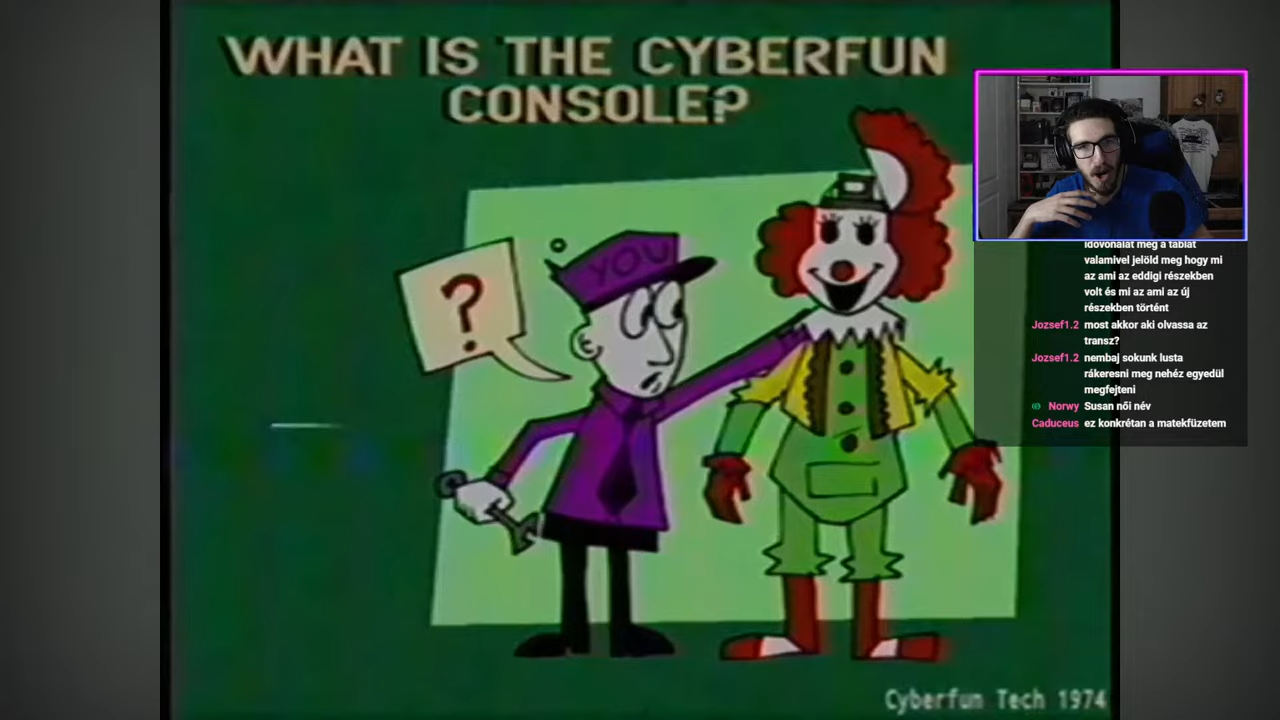 WHAT IS THE CYBERFUN
CONSOLE?
YOU
?
idővonalat meg a táblát
valamivel jelöld meg hogy mi
az ami az eddigi részekben
volt és mi az ami az új
részekben történt
Jozsef1.2 most akkor aki olvassa az
transz?
Jozsef1.2 nembaj sokunk lusta
rákeresni meg nehéz egyedül
megfejteni
Norwy Susan női név
Caduceus ez konkrétan a matekfüzetem
Cyberfun Tech 1974